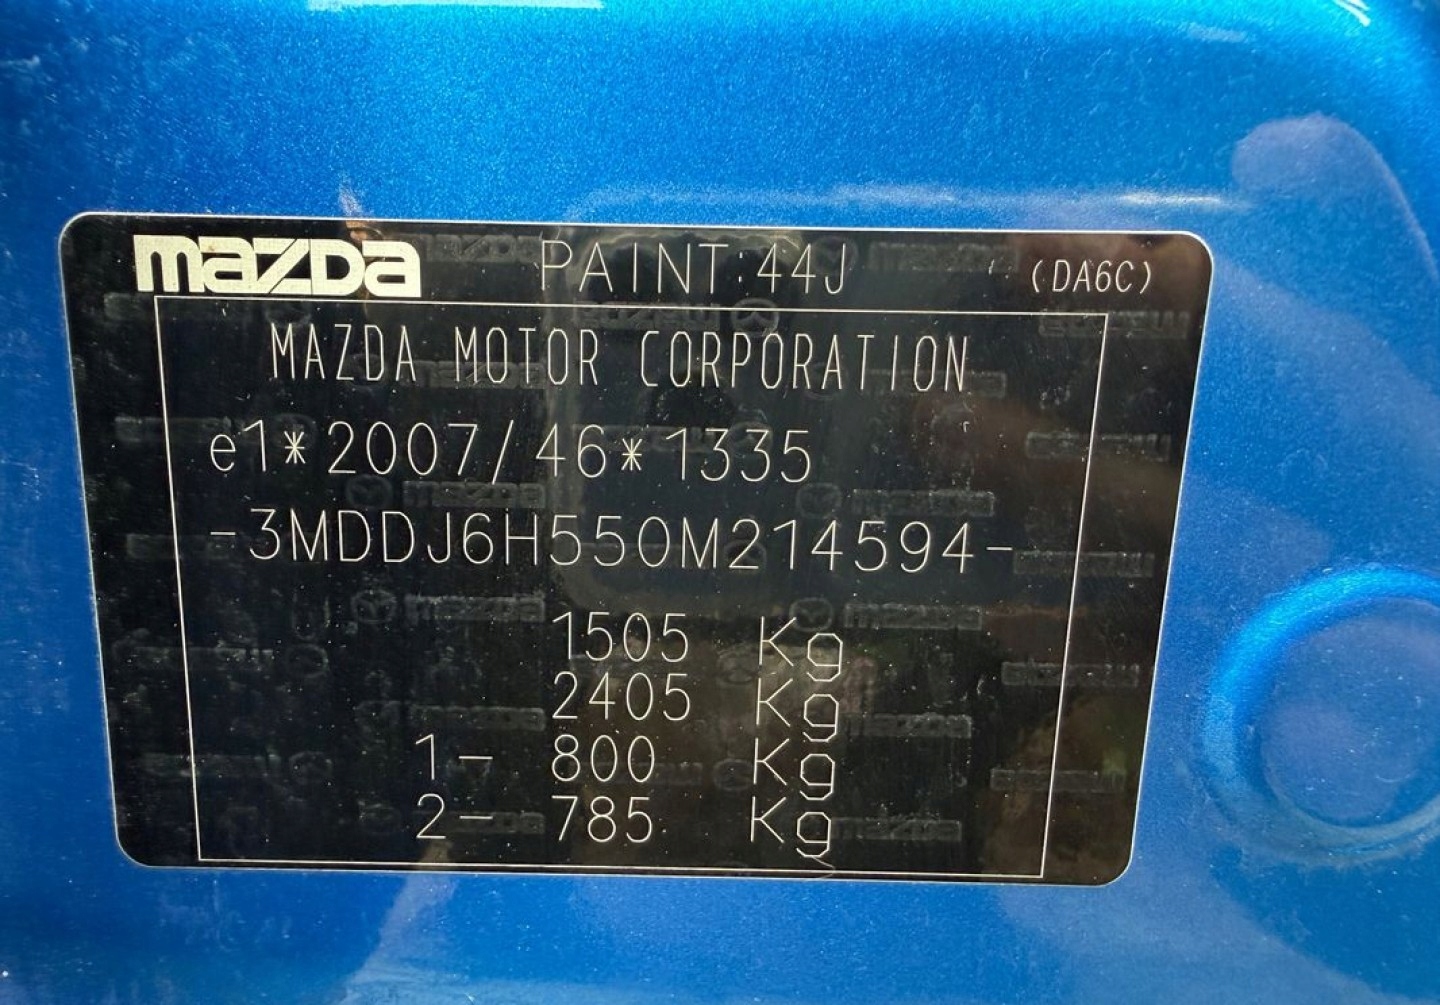 mazda PAINT:44J (DA6C)
MAZDA MOTOR CORPORATION
e1*2007/46*1335
-3MDDJ6H550M214594-
1505 Kg
2405 Kg
1- 800 Kg
2- 785 Kg